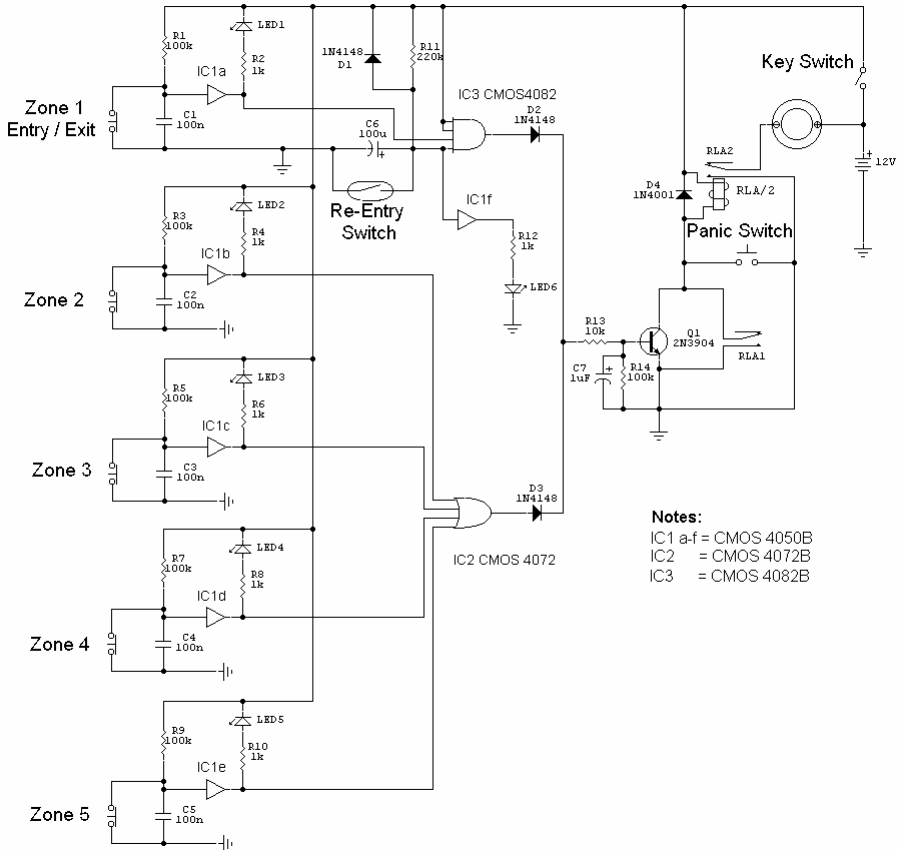 R1
100k
LED1
R2
1k
IC1a
Zone 1
Entry / Exit
C1
100n
1N4148
D1
R11
220k
IC3 CMOS4082
D2
1N4148
C6
100u
+
Re-Entry
Switch
Key Switch
RLA2
+
12V
D4
1N4001
RLA/2
Panic Switch
R3
100k
LED2
R4
1k
IC1b
Zone 2
C2
100n
IC1f
R12
1k
LED6
R13
10k
Q1
2N3904
RLA1
C7
1uF
+
R14
100k
R5
100k
LED3
R6
1k
IC1c
Zone 3
C3
100n
D3
1N4148
IC2 CMOS 4072
Notes:
IC1 a-f = CMOS 4050B
IC2 = CMOS 4072B
IC3 = CMOS 4082B
R7
100k
LED4
R8
1k
IC1d
Zone 4
C4
100n
R9
100k
LED5
R10
1k
IC1e
Zone 5
C5
100n